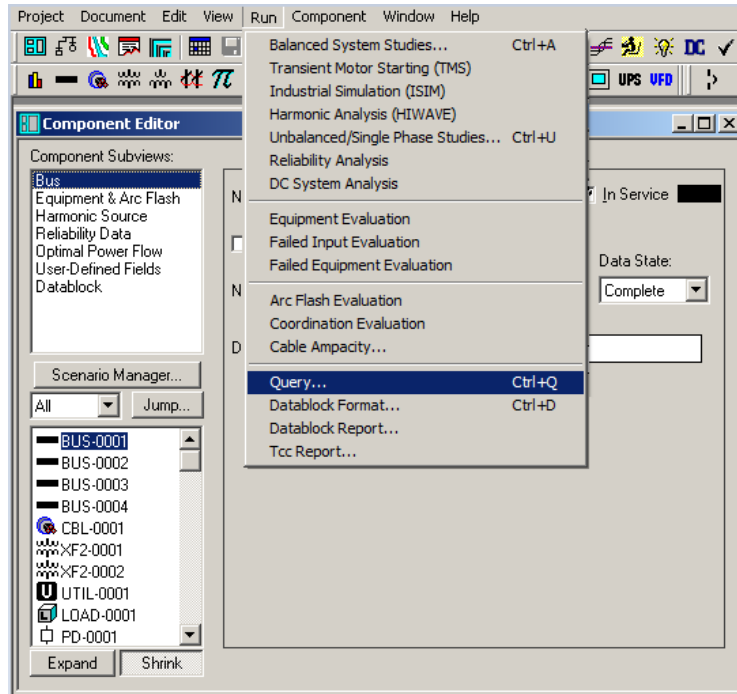 Project Document Edit View Run Component Window Help
DC
π UPS VFD
Component Editor
Component Subviews:
Bus
Equipment & Arc Flash
Harmonic Source
Reliability Data
Optimal Power Flow
User-Defined Fields
Datablock
Scenario Manager...
All Jump...
BUS-0001
BUS-0002
BUS-0003
BUS-0004
CBL-0001
XF2-0001
XF2-0002
U UTIL-0001
LOAD-0001
PD-0001
Expand Shrink
Balanced System Studies... Ctrl+A
Transient Motor Starting (TMS)
Industrial Simulation (ISIM)
Harmonic Analysis (HIWAVE)
Unbalanced/Single Phase Studies... Ctrl+U
Reliability Analysis
DC System Analysis
Equipment Evaluation
Failed Input Evaluation
Failed Equipment Evaluation
Arc Flash Evaluation
Coordination Evaluation
Cable Ampacity...
Query... Ctrl+Q
Datablock Format... Ctrl+D
Datablock Report...
Tcc Report...
N
N
D
In Service
Data State:
Complete